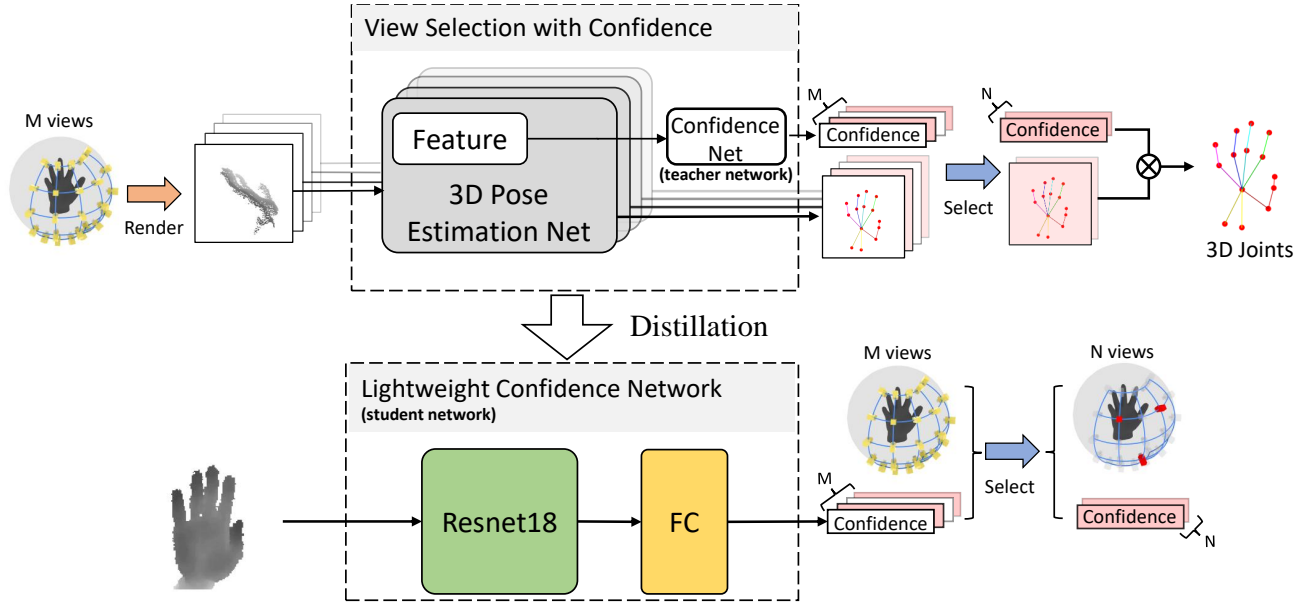 View Selection with Confidence
M views
Render
Feature
3D Pose
Estimation Net
Confidence
Net
(teacher network)
M
Confidence
Select
N
Confidence
3D Joints
Distillation
Lightweight Confidence Network
(student network)
Resnet18
FC
M views
M
Confidence
Select
N views
Confidence
N